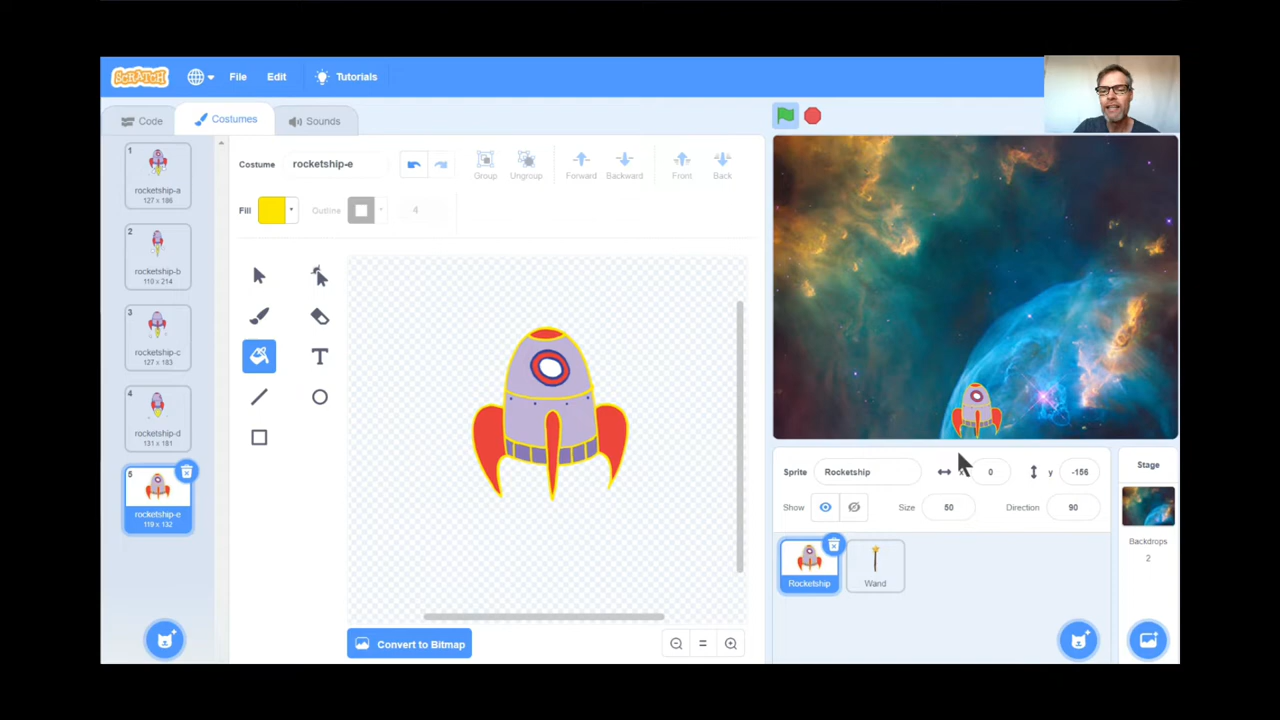 SCRATCH
File
Edit
Tutorials
Code
Costumes
Sounds
1
rocketship-a
127 x 186
2
rocketship-b
110 x 214
3
rocketship-c
127 x 183
4
rocketship-d
131 x 181
5
rocketship-e
119 x 132
Costume
rocketship-e
Group
Ungroup
Forward
Backward
Front
Back
Fill
Outline
4
T
Convert to Bitmap
Sprite
Rocketship
x
0
y
-156
Show
Size
50
Direction
90
Rocketship
Wand
Stage
Backdrops
2